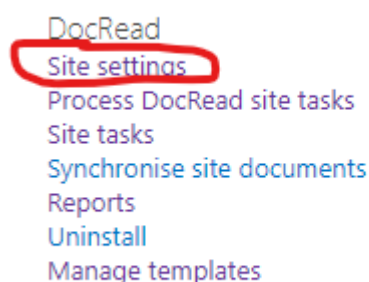 DocRead
Site settings
Process DocRead site tasks
Site tasks
Synchronise site documents
Reports
Uninstall
Manage templates